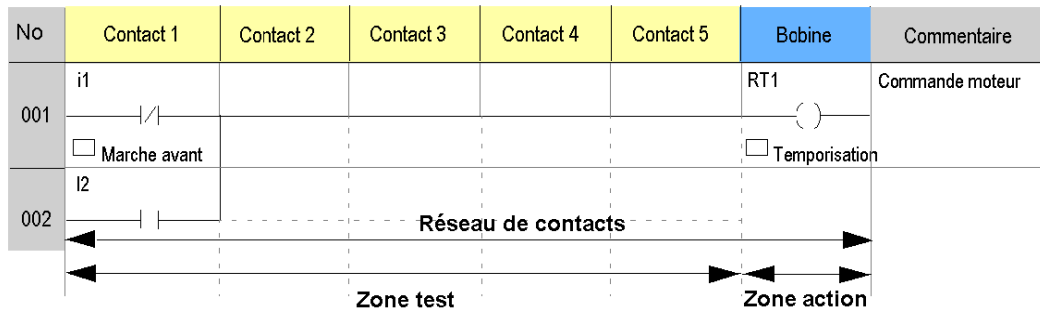 No Contact 1 Contact 2 Contact 3 Contact 4 Contact 5 Bobine Commentaire
i1 RT1 Commande moteur
001
Marche avant Temporisation
I2
002
Réseau de contacts
Zone test Zone action